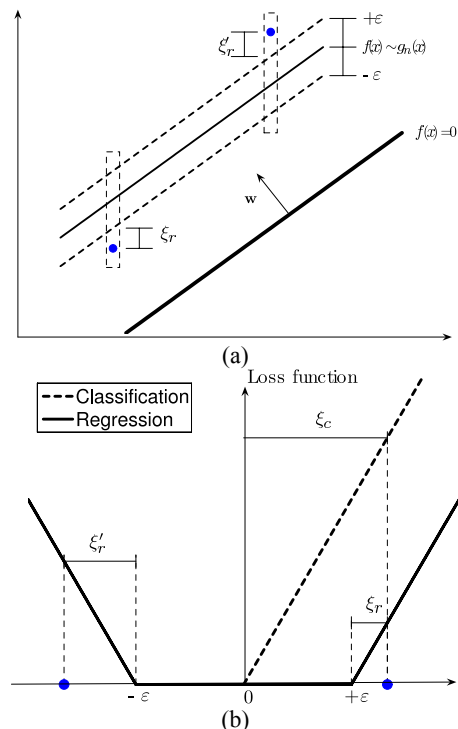 +ε
ξ′r
f(x) ~ gn(x)
- ε
f(x) = 0
w
ξr
(a)
Loss function
Classification
Regression
ξc
ξ′r
ξr
- ε
0
+ε
(b)